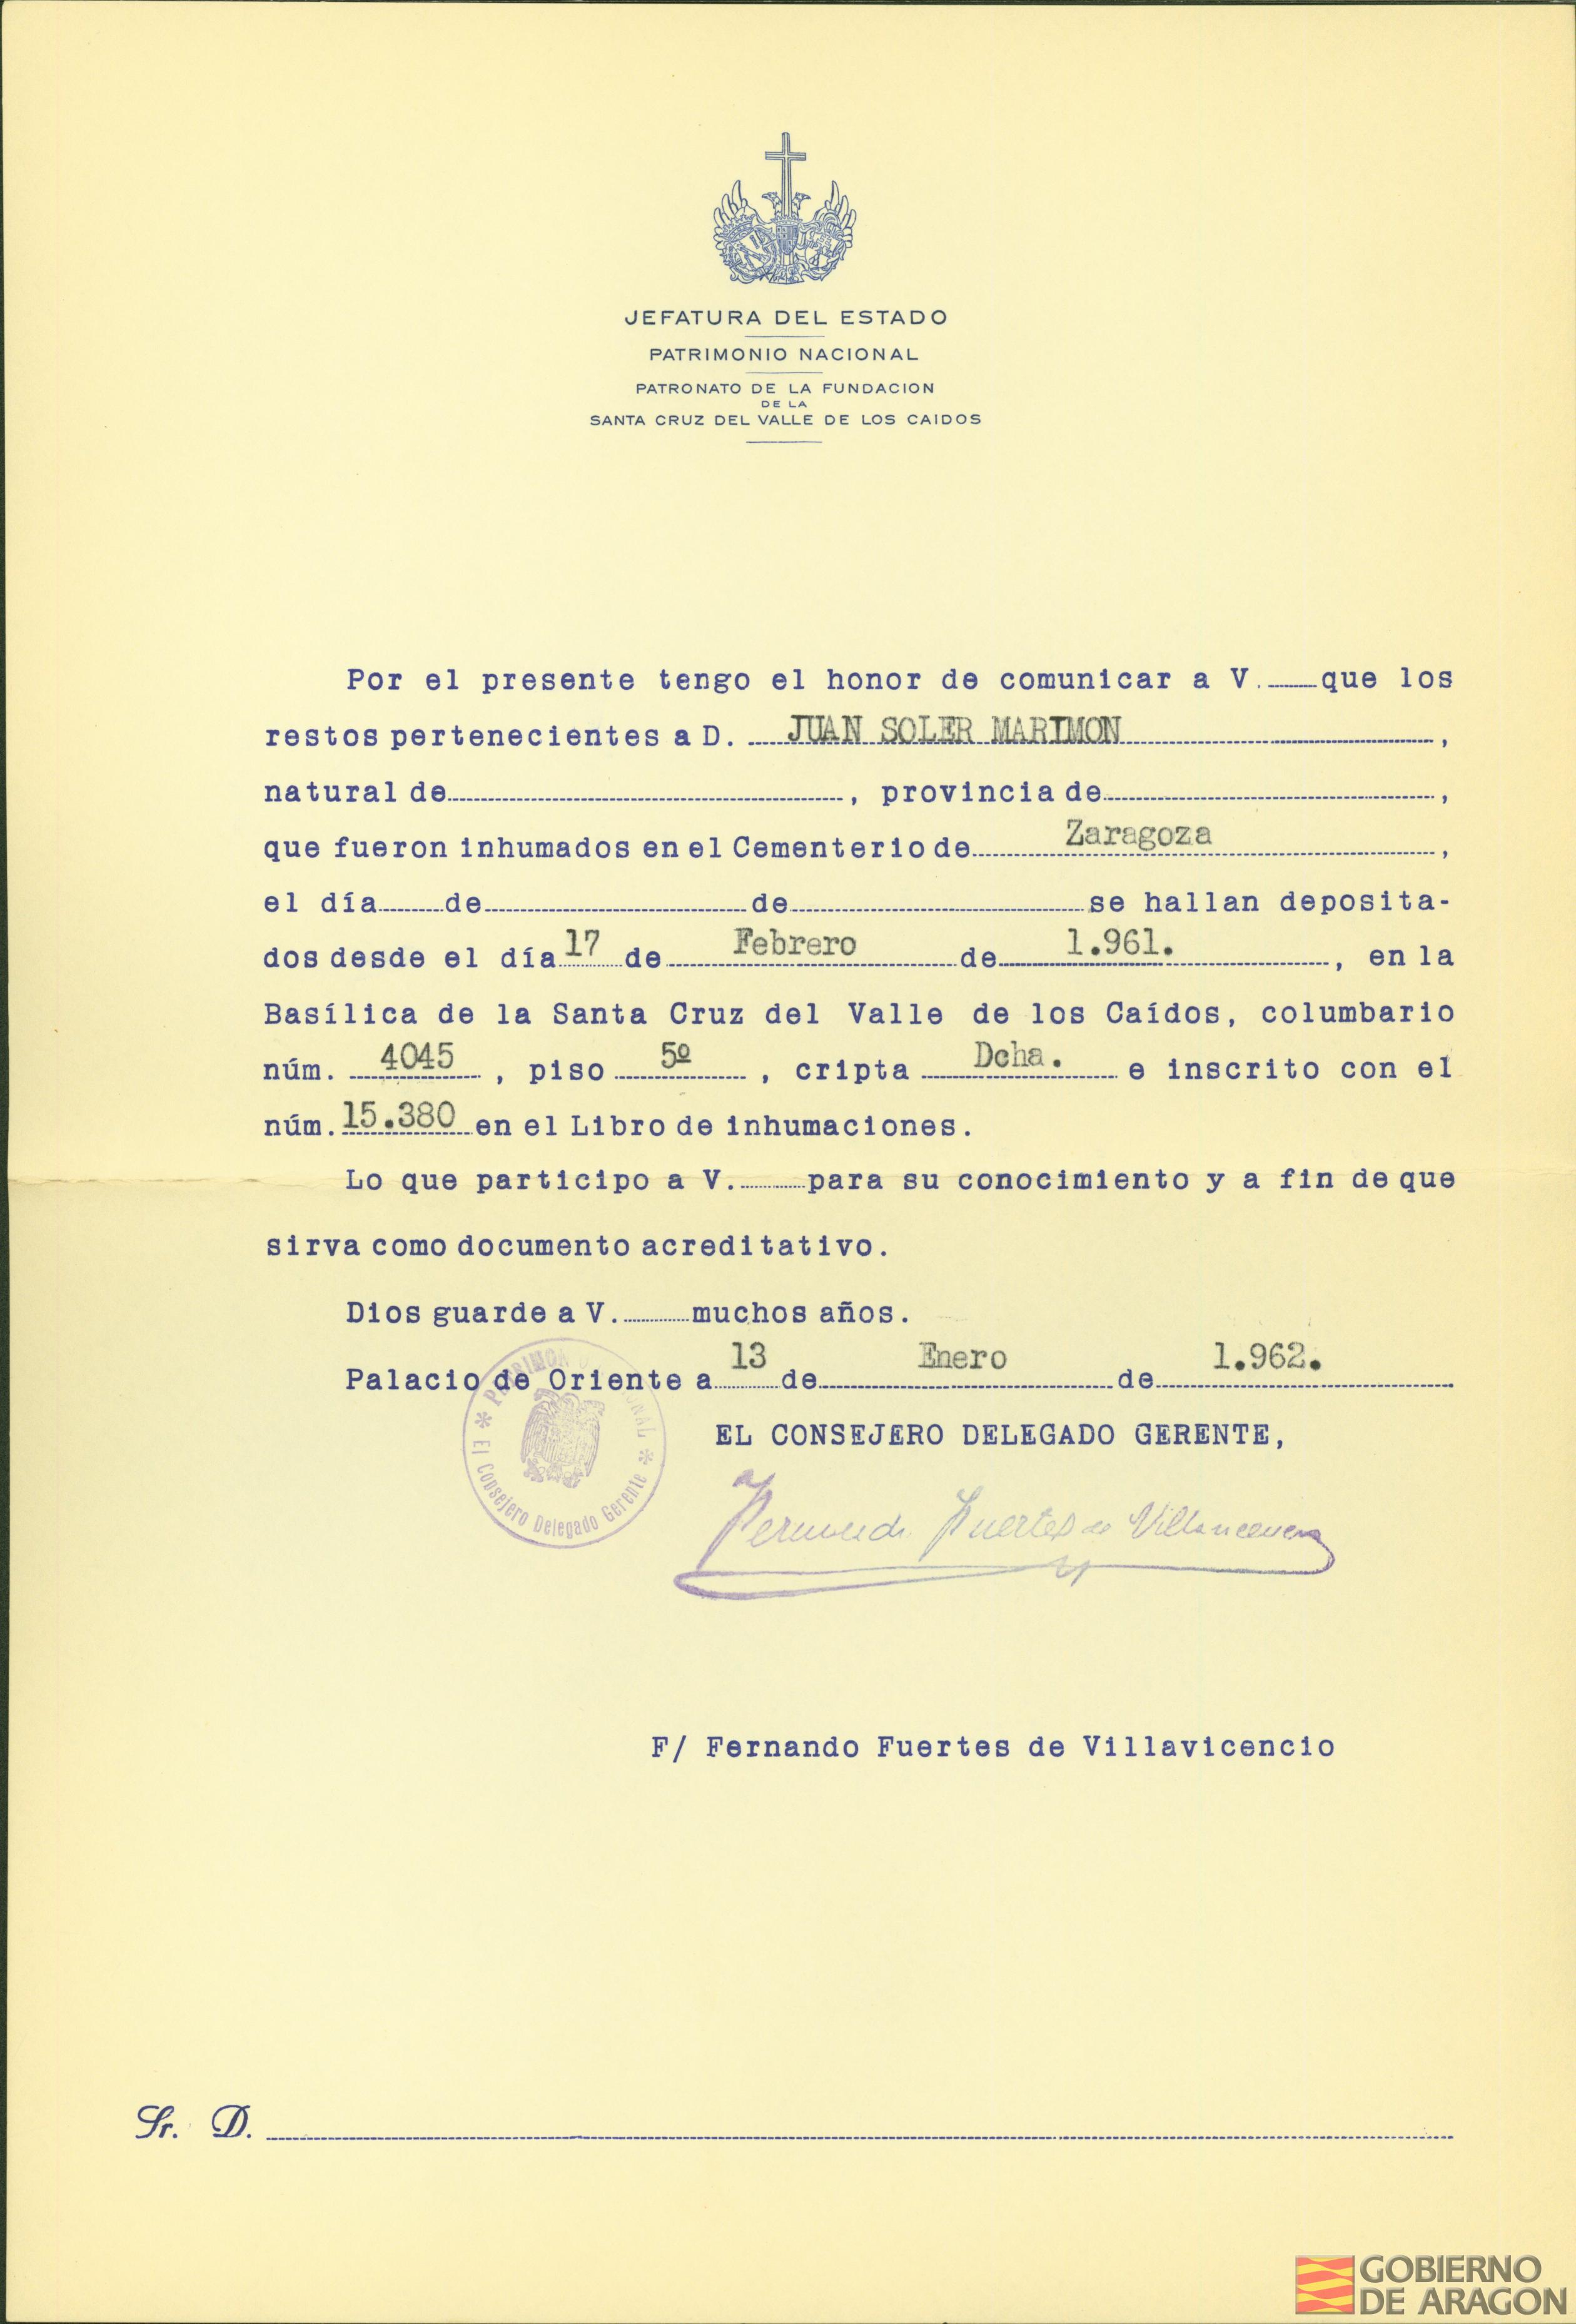 JEFATURA DEL ESTADO
PATRIMONIO NACIONAL
PATRONATO DE LA FUNDACION
DE LA
SANTA CRUZ DEL VALLE DE LOS CAIDOS
Por el presente tengo el honor de comunicar a V. que los
restos pertenecientes a D. JUAN SOLER MARIMON,
natural de, provincia de,
que fueron inhumados en el Cementerio de Zaragoza,
el día de de se hallan deposita-
dos desde el día 17 de Febrero de 1.961., en la
Basílica de la Santa Cruz del Valle de los Caídos, columbario
núm. 4045, piso 5º, cripta Dcha. e inscrito con el
núm. 15.380 en el Libro de inhumaciones.
Lo que participo a V. para su conocimiento y a fin de que
sirva como documento acreditativo.
Dios guarde a V. muchos años.
Palacio de Oriente a 13 de Enero de 1.962.
PATRIMONIO NACIONAL
El Consejero Delegado Gerente
EL CONSEJERO DELEGADO GERENTE,
Fernando Fuertes de Villavicencio
F/ Fernando Fuertes de Villavicencio
Sr. D.
GOBIERNO
DE ARAGON